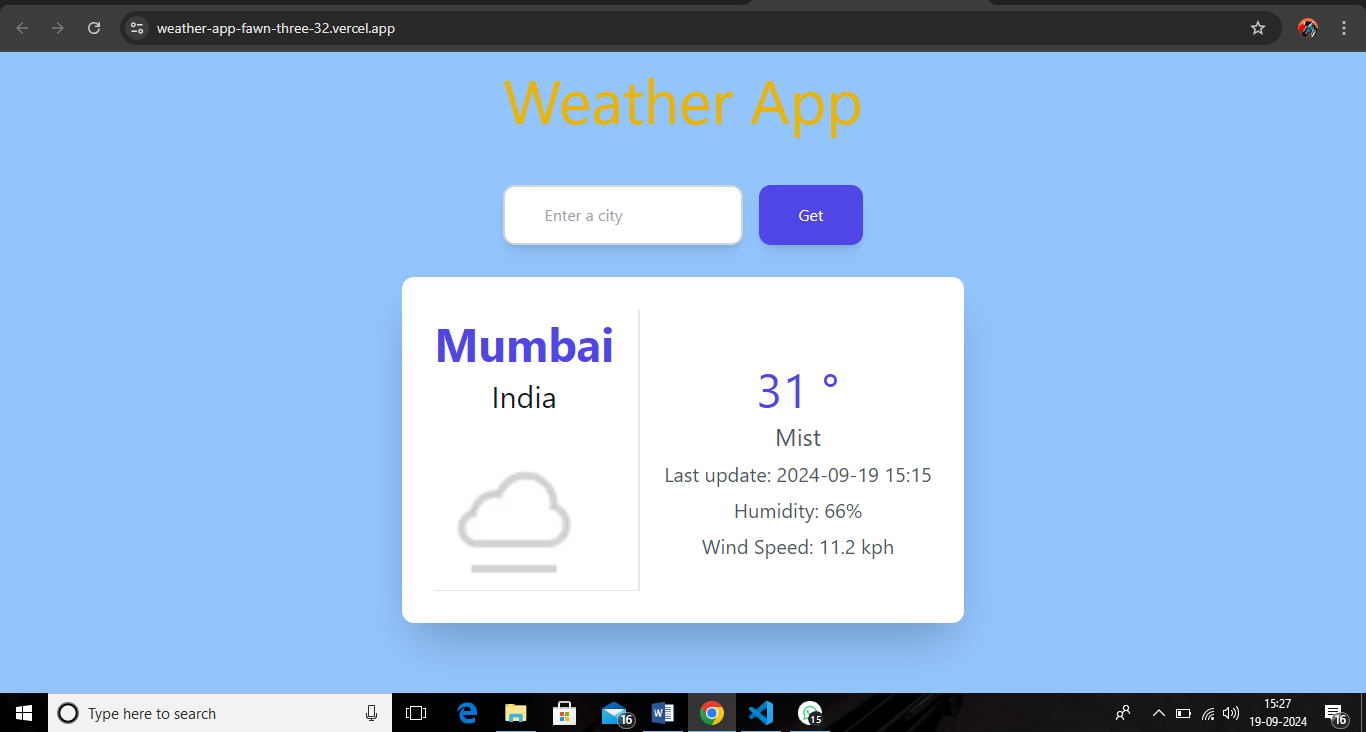 weather-app-fawn-three-32.vercel.app
Weather App
Enter a city
Get
Mumbai
India
31 °
Mist
Last update: 2024-09-19 15:15
Humidity: 66%
Wind Speed: 11.2 kph
Type here to search
16
15
15:27
19-09-2024
16